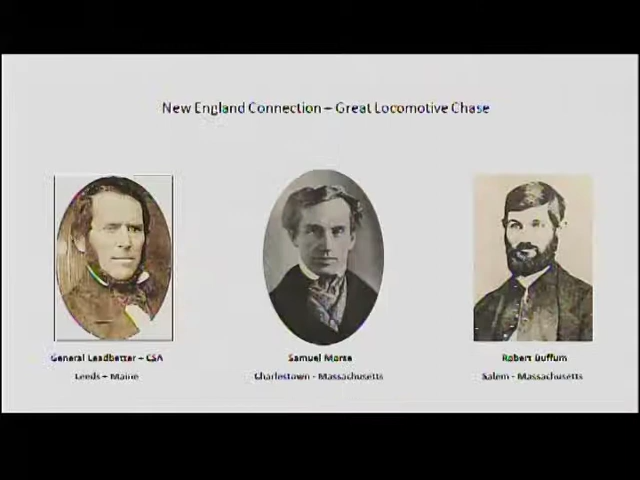 New England Connection – Great Locomotive Chase
General Leadbetter – CSA
Samuel Morse
Robert Buffum
Leeds – Maine
Charlestown - Massachusetts
Salem - Massachusetts